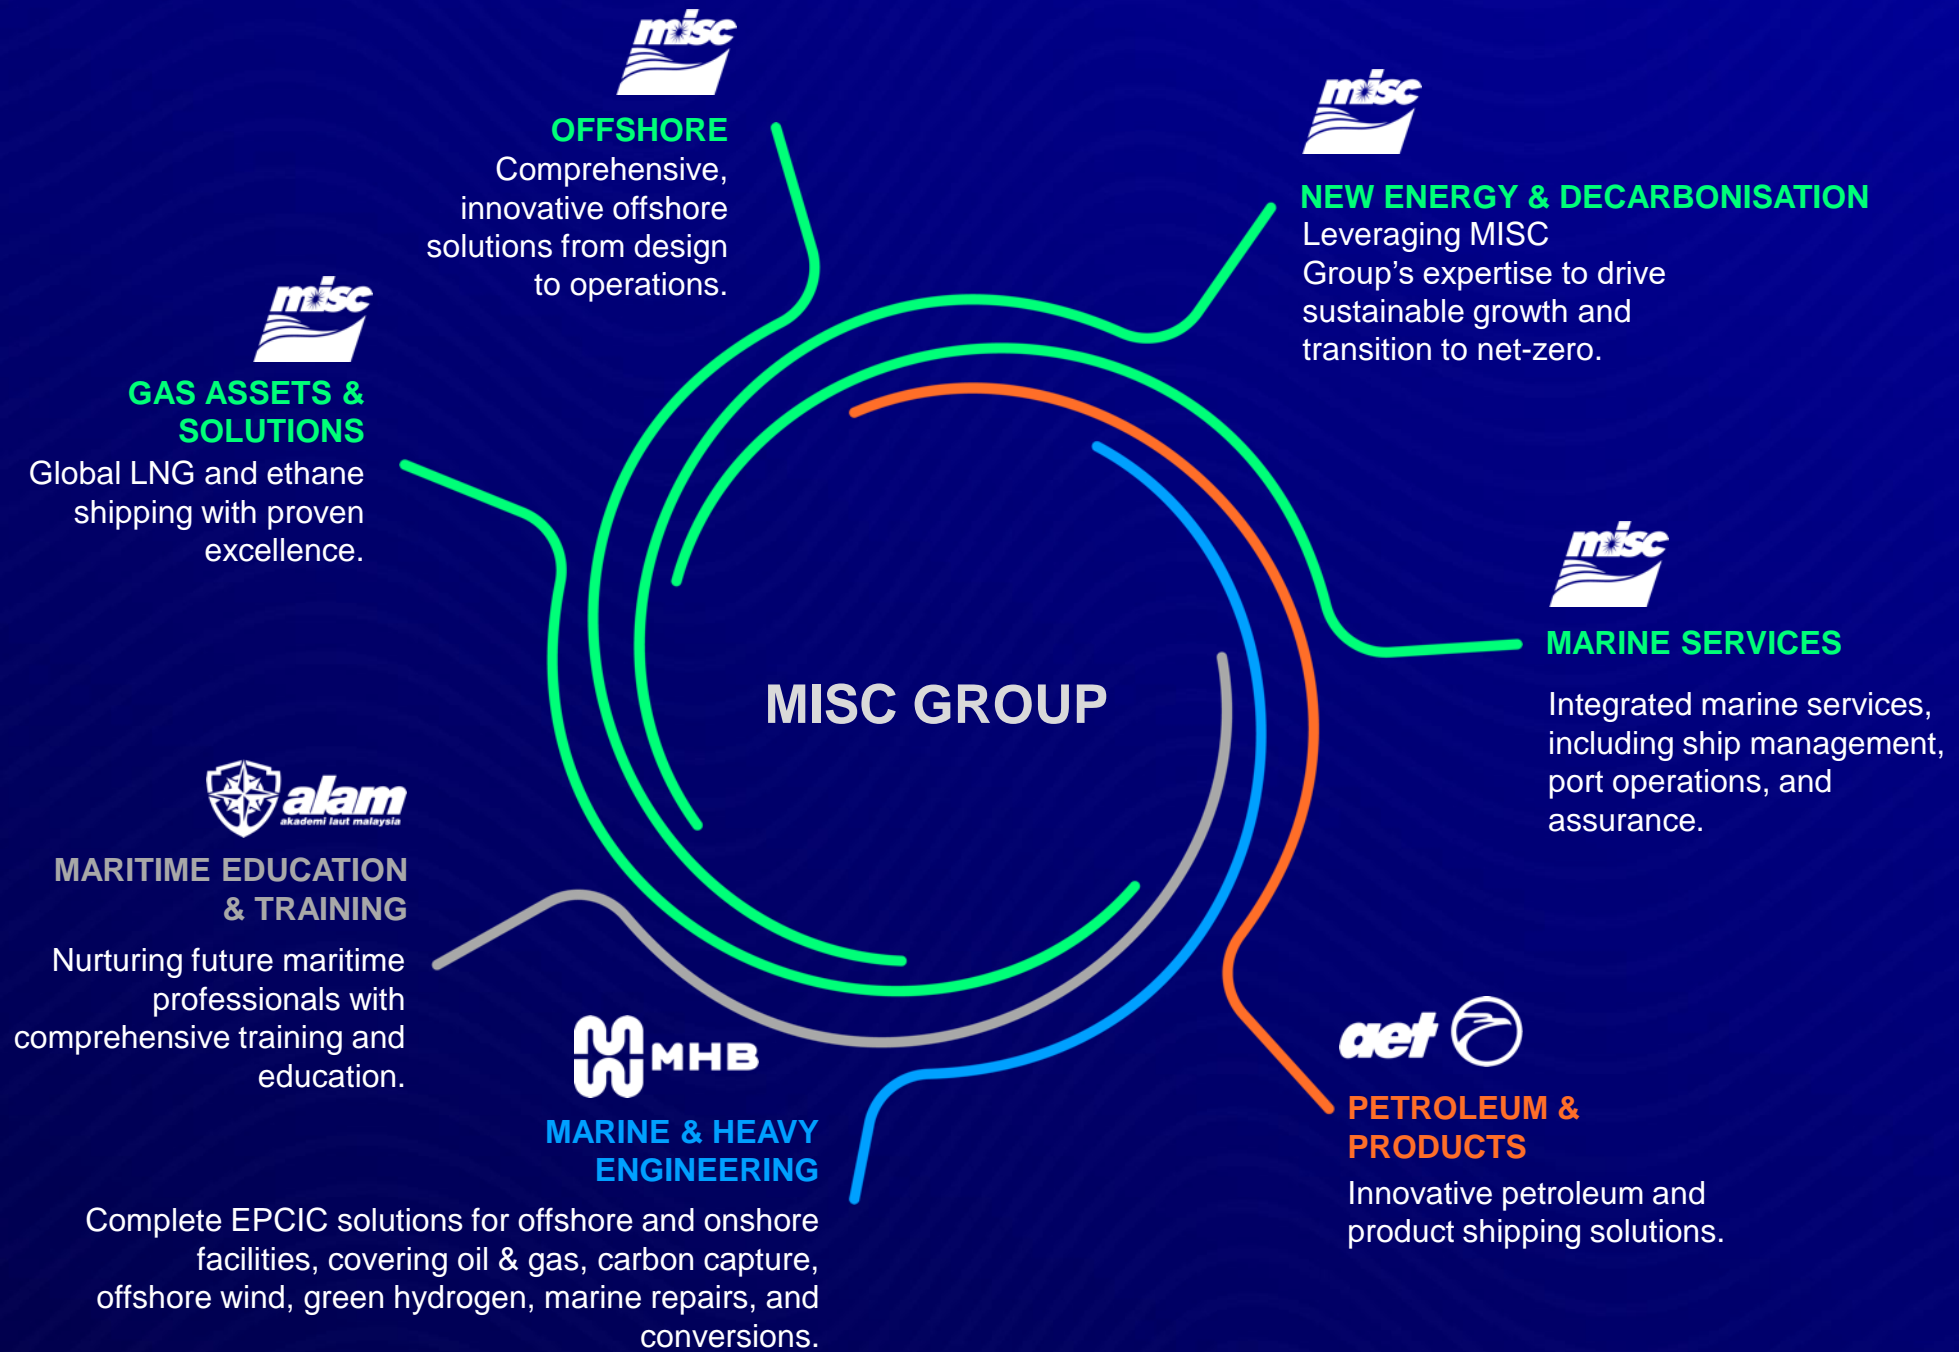 misc
OFFSHORE
Comprehensive,
innovative offshore
solutions from design
to operations.
misc
NEW ENERGY & DECARBONISATION
Leveraging MISC
Group’s expertise to drive
sustainable growth and
transition to net-zero.
misc
GAS ASSETS &
SOLUTIONS
Global LNG and ethane
shipping with proven
excellence.
misc
MARINE SERVICES
Integrated marine services,
including ship management,
port operations, and
assurance.
MISC GROUP
alam
akademi laut malaysia
MARITIME EDUCATION
& TRAINING
Nurturing future maritime
professionals with
comprehensive training and
education.
MHB
MARINE & HEAVY
ENGINEERING
Complete EPCIC solutions for offshore and onshore
facilities, covering oil & gas, carbon capture,
offshore wind, green hydrogen, marine repairs, and
conversions.
aet
PETROLEUM &
PRODUCTS
Innovative petroleum and
product shipping solutions.